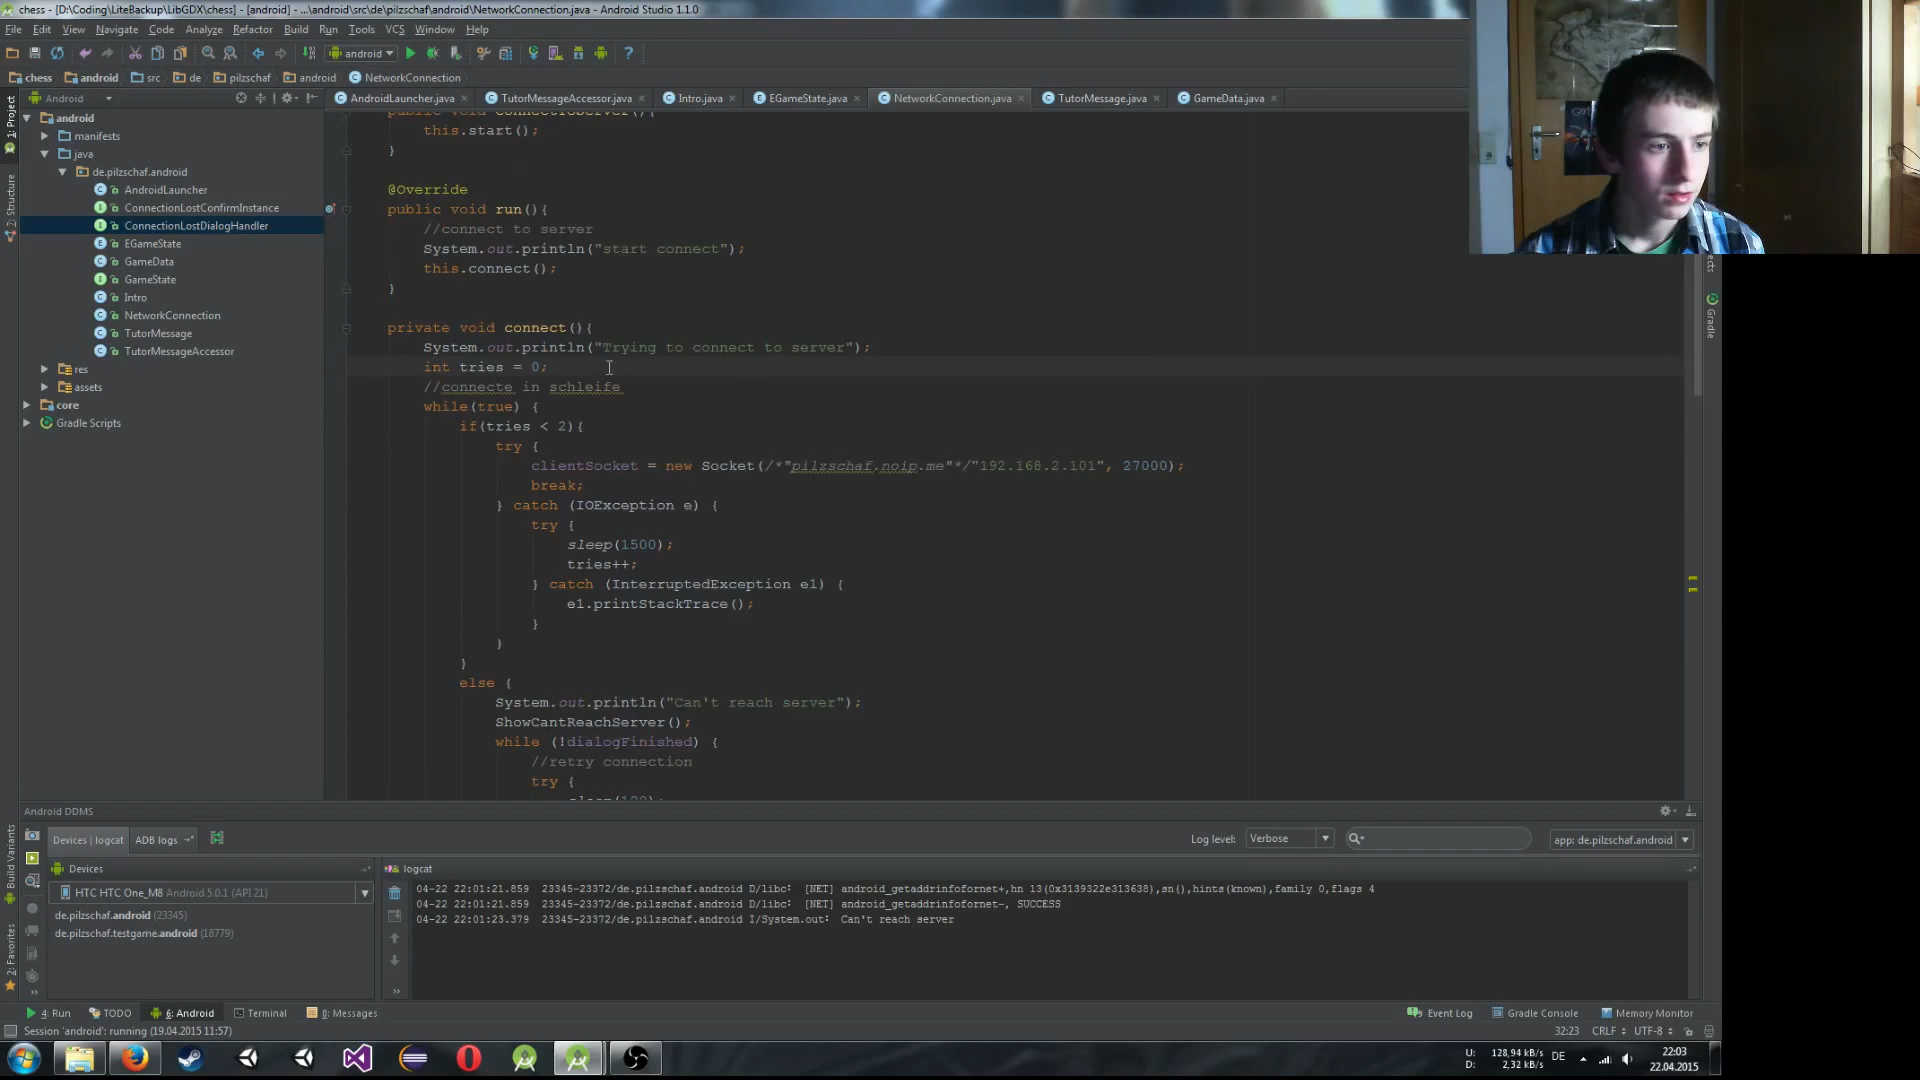 chess - [D:\Coding\LiteBackup\LibGDX\chess] - [android] - ...\android\src\de\pilzschaf\android\NetworkConnection.java - Android Studio 1.1.0
File Edit View Navigate Code Analyze Refactor Build Run Tools VCS Window Help
android
chess android src de pilzschaf android NetworkConnection
Android
AndroidLauncher.java TutorMessageAccessor.java Intro.java EGameState.java NetworkConnection.java TutorMessage.java GameData.java
1: Project
Z: Structure
Build Variants
2: Favorites
android
manifests
java
de.pilzschaf.android
AndroidLauncher
ConnectionLostConfirmInstance
ConnectionLostDialogHandler
EGameState
GameData
GameState
Intro
NetworkConnection
TutorMessage
TutorMessageAccessor
res
assets
core
Gradle Scripts
this.start();
}
@Override
public void run(){
//connect to server
System.out.println("start connect");
this.connect();
}
private void connect(){
System.out.println("Trying to connect to server");
int tries = 0;
//connecte in schleife
while(true) {
if(tries < 2){
try {
clientSocket = new Socket(/*"pilzschaf.noip.me"*/"192.168.2.101", 27000);
break;
} catch (IOException e) {
try {
sleep(1500);
tries++;
} catch (InterruptedException e1) {
e1.printStackTrace();
}
}
}
else {
System.out.println("Can't reach server");
ShowCantReachServer();
while (!dialogFinished) {
//retry connection
try {
Gradle
Android DDMS
Devices | logcat ADB logs
Log level: Verbose app: de.pilzschaf.android
Devices
HTC HTC One_M8 Android 5.0.1 (API 21)
de.pilzschaf.android (23345)
de.pilzschaf.testgame.android (18779)
logcat
04-22 22:01:21.859 23345-23372/de.pilzschaf.android D/libc: [NET] android_getaddrinfofornet+,hn 13(0x3139322e313638),sn(),hints(known),family 0,flags 4
04-22 22:01:21.859 23345-23372/de.pilzschaf.android D/libc: [NET] android_getaddrinfofornet-, SUCCESS
04-22 22:01:23.379 23345-23372/de.pilzschaf.android I/System.out: Can't reach server
4: Run TODO 6: Android Terminal 0: Messages Event Log Gradle Console Memory Monitor
Session 'android': running (19.04.2015 11:57) 32:23 CRLF UTF-8
U: 128,94 kB/s
D: 2,32 kB/s
DE
22:03
22.04.2015